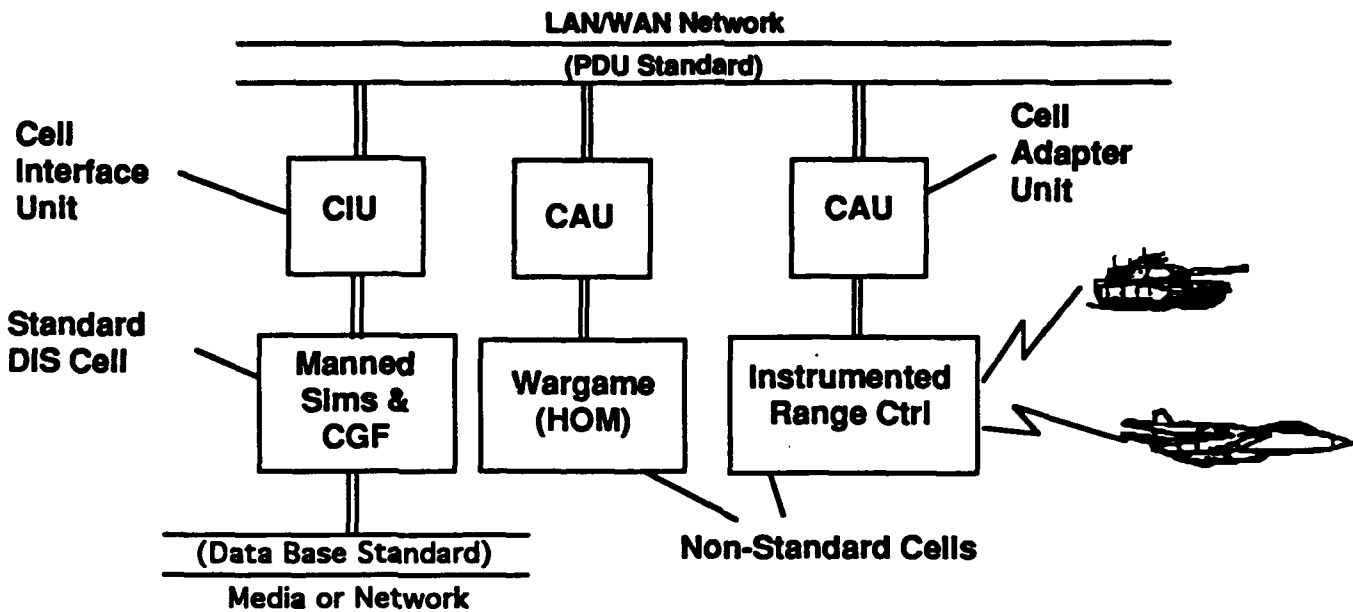 LAN/WAN Network
(PDU Standard)
Cell
Interface
Unit
CIU
CAU
CAU
Cell
Adapter
Unit
Standard
DIS Cell
Manned
Sims &
CGF
Wargame
(HOM)
Instrumented
Range Ctrl
Non-Standard Cells
(Data Base Standard)
Media or Network